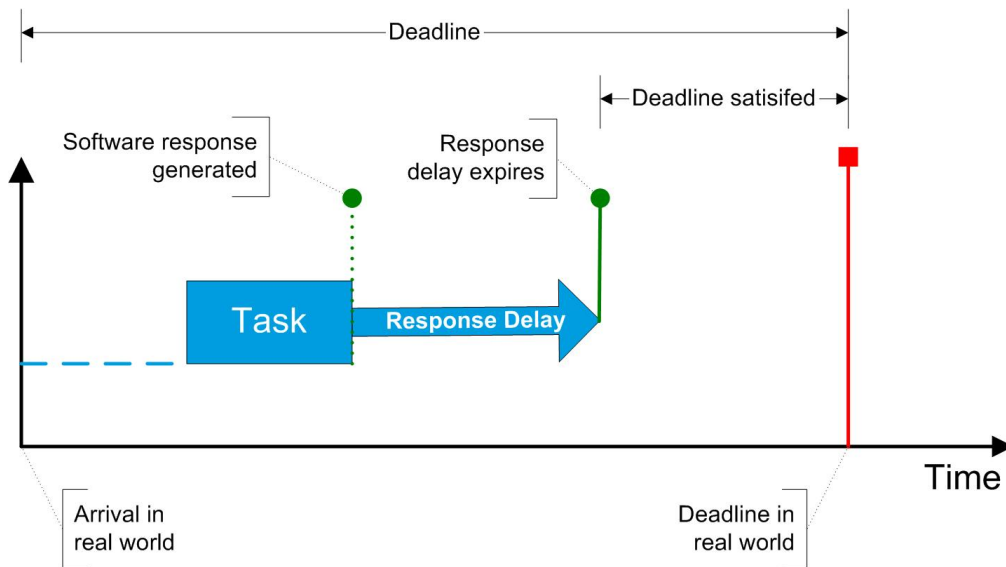 Deadline
Deadline satisifed
Software response
generated
Response
delay expires
Task
Response Delay
Time
Arrival in
real world
Deadline in
real world